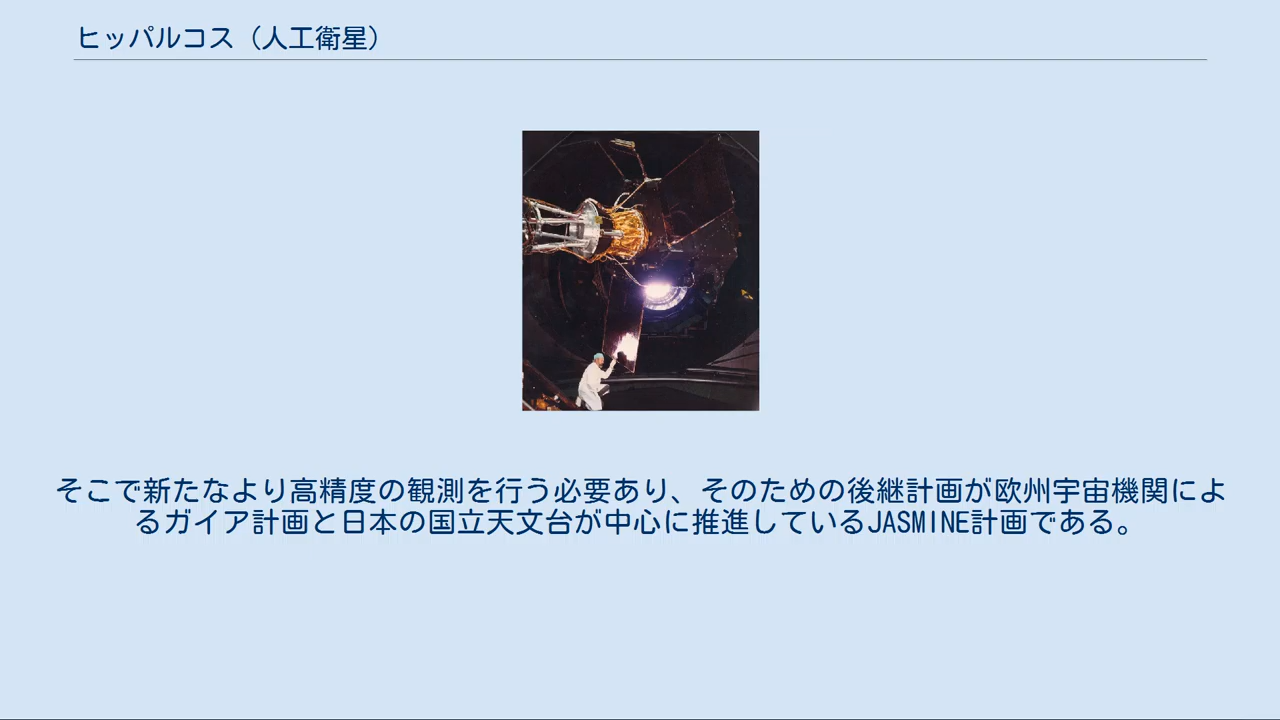 ヒッパルコス（人工衛星）
そこで新たなより高精度の観測を行う必要あり、そのための後継計画が欧州宇宙機関によ
るガイア計画と日本の国立天文台が中心に推進しているJASMINE計画である。